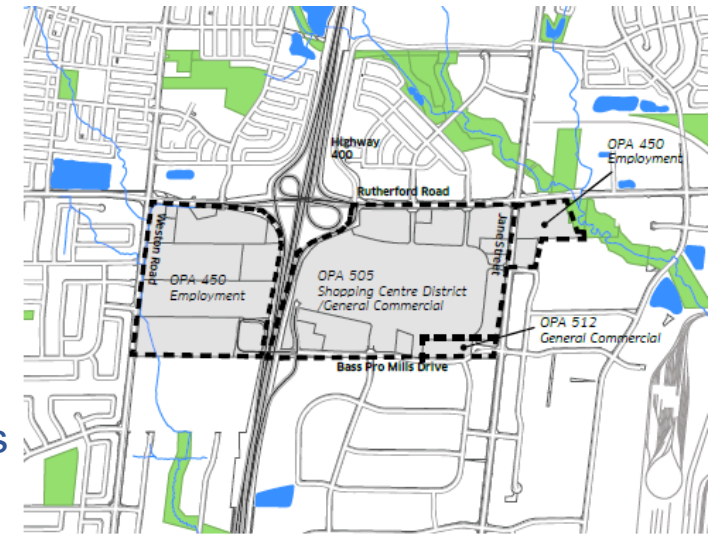 OPA 450
Employment
Highway
400
Rutherford Road
Weston Road
Jane Street
OPA 450
Employment
OPA 505
Shopping Centre District
/General Commercial
OPA 512
General Commercial
Bass Pro Mills Drive
s